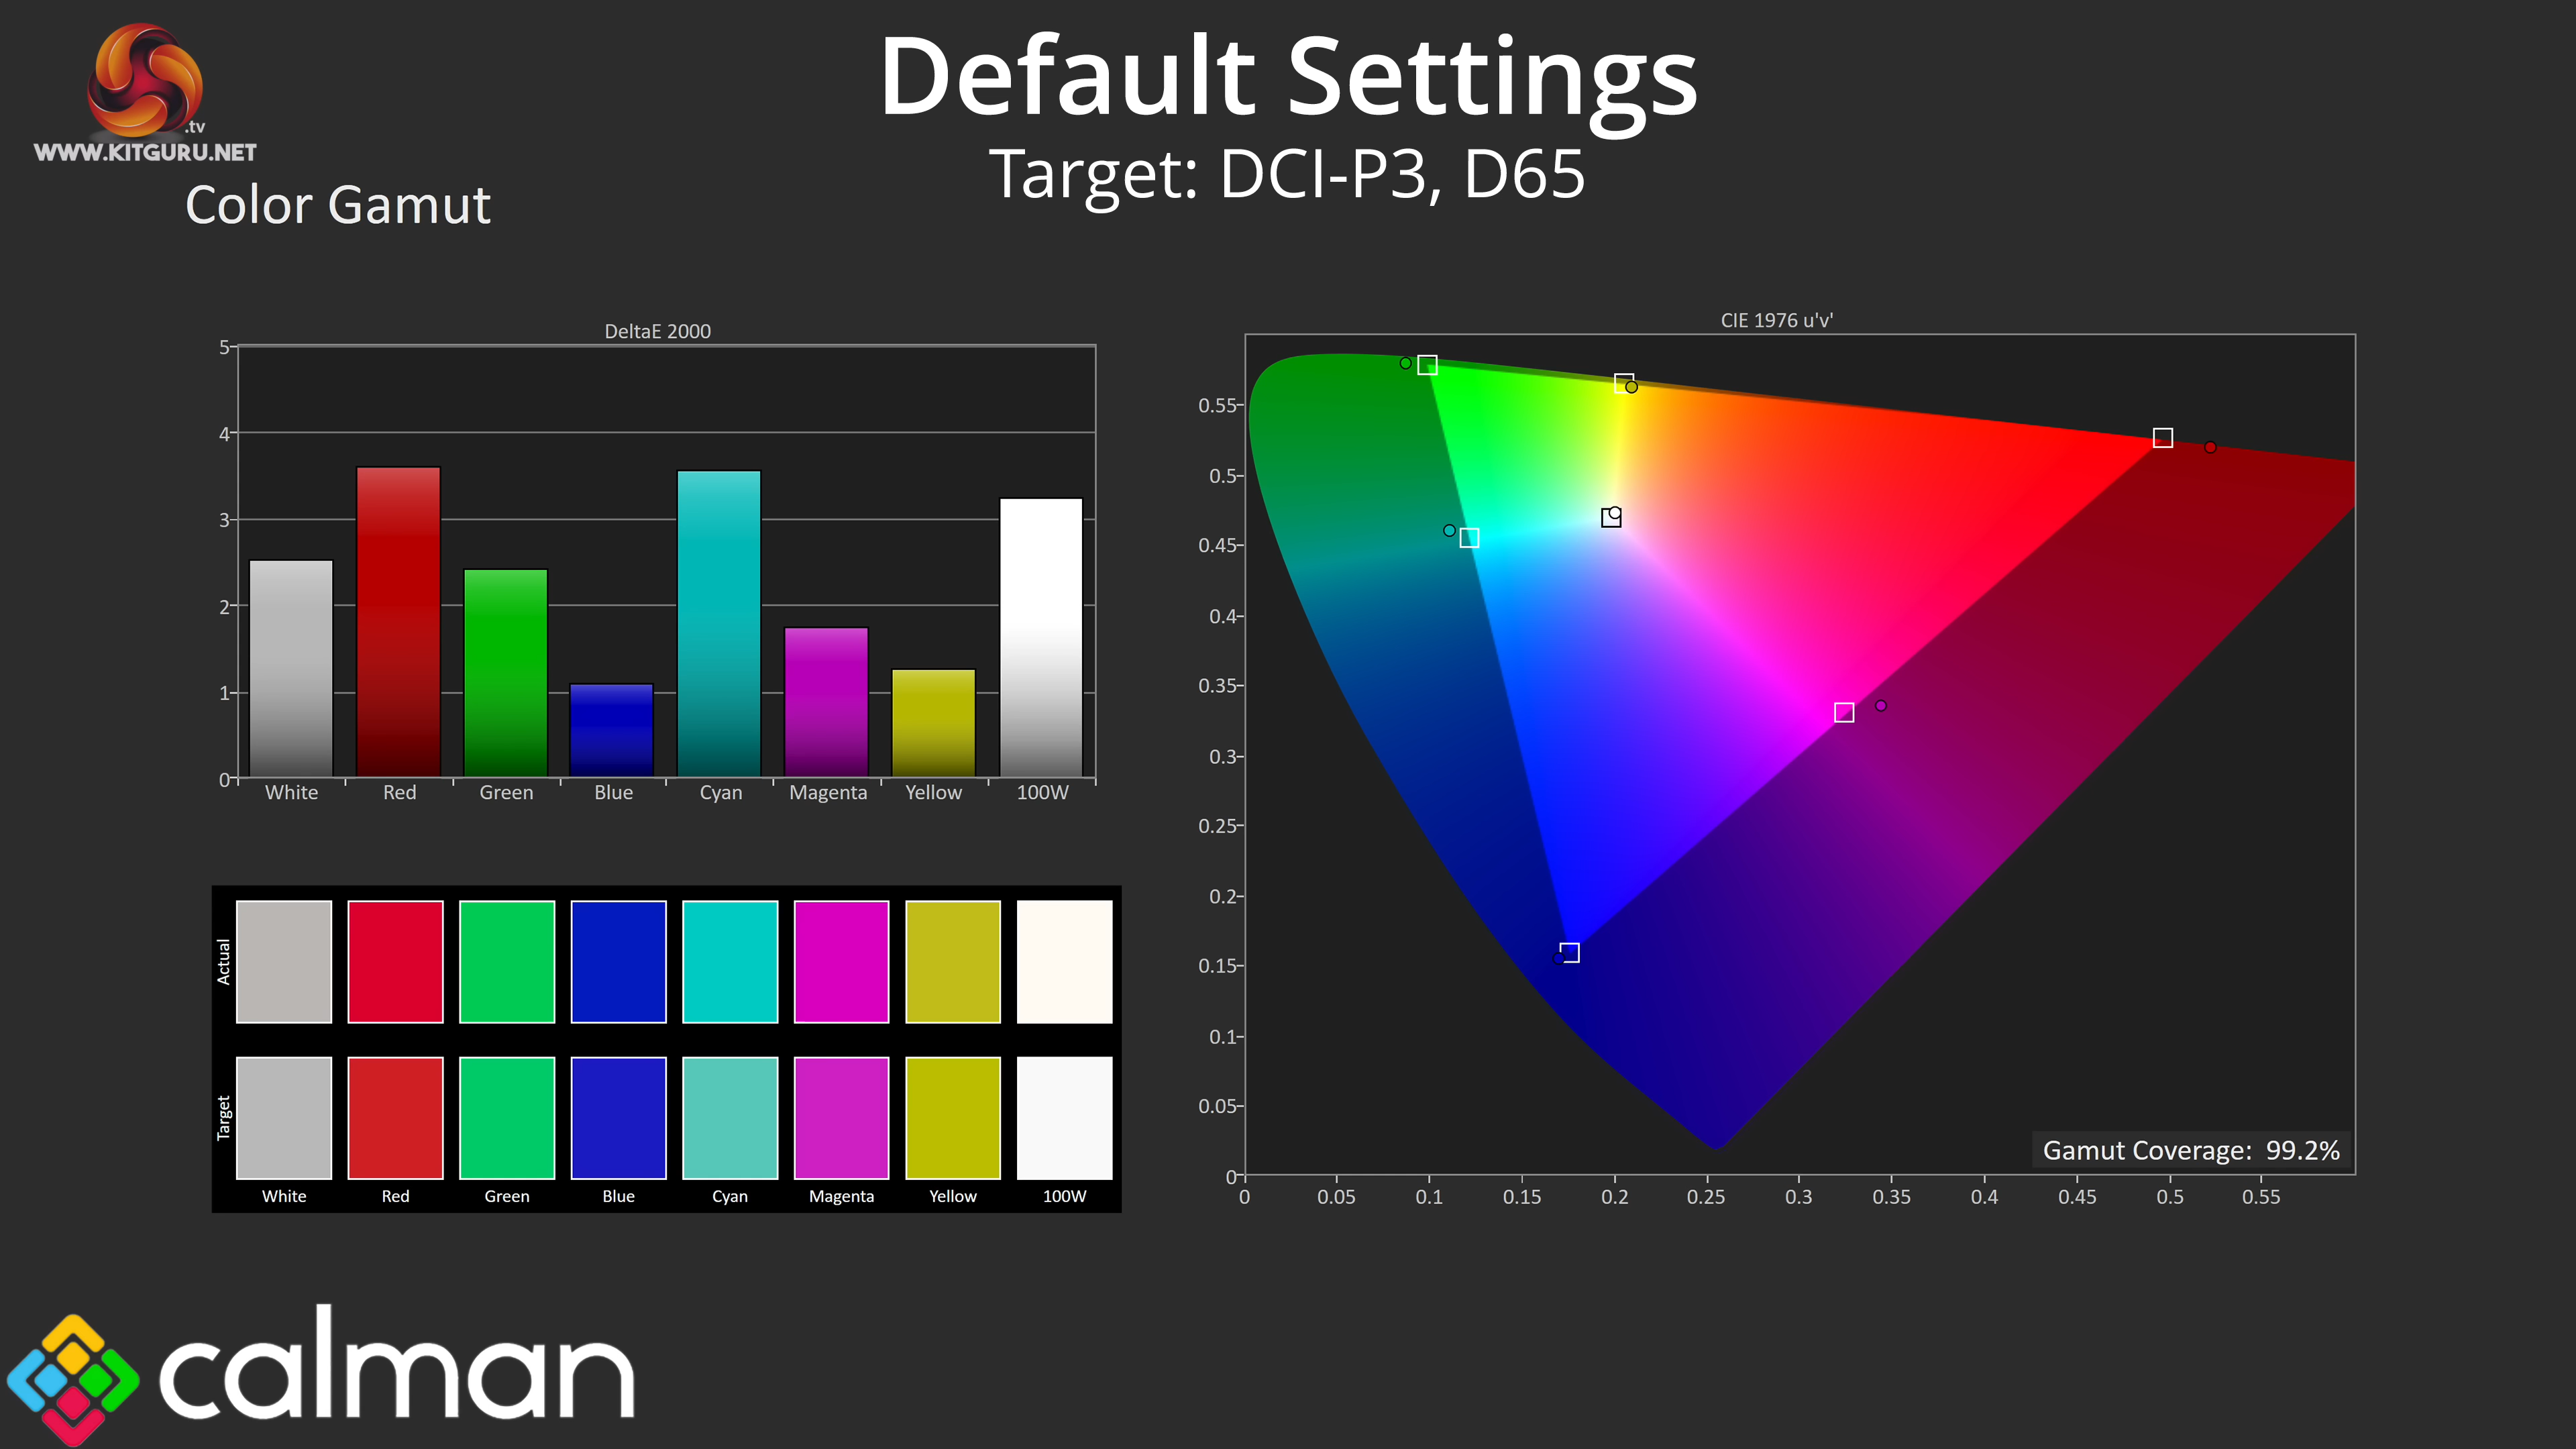 Default Settings
Target: DCI-P3, D65
.tv
WWW.KITGURU.NET
Color Gamut
DeltaE 2000
5
4
3
2
1
0
White Red Green Blue Cyan Magenta Yellow 100W
Actual
Target
White Red Green Blue Cyan Magenta Yellow 100W
CIE 1976 u'v'
0.55
0.5
0.45
0.4
0.35
0.3
0.25
0.2
0.15
0.1
0.05
0
Gamut Coverage: 99.2%
0 0.05 0.1 0.15 0.2 0.25 0.3 0.35 0.4 0.45 0.5 0.55
calman